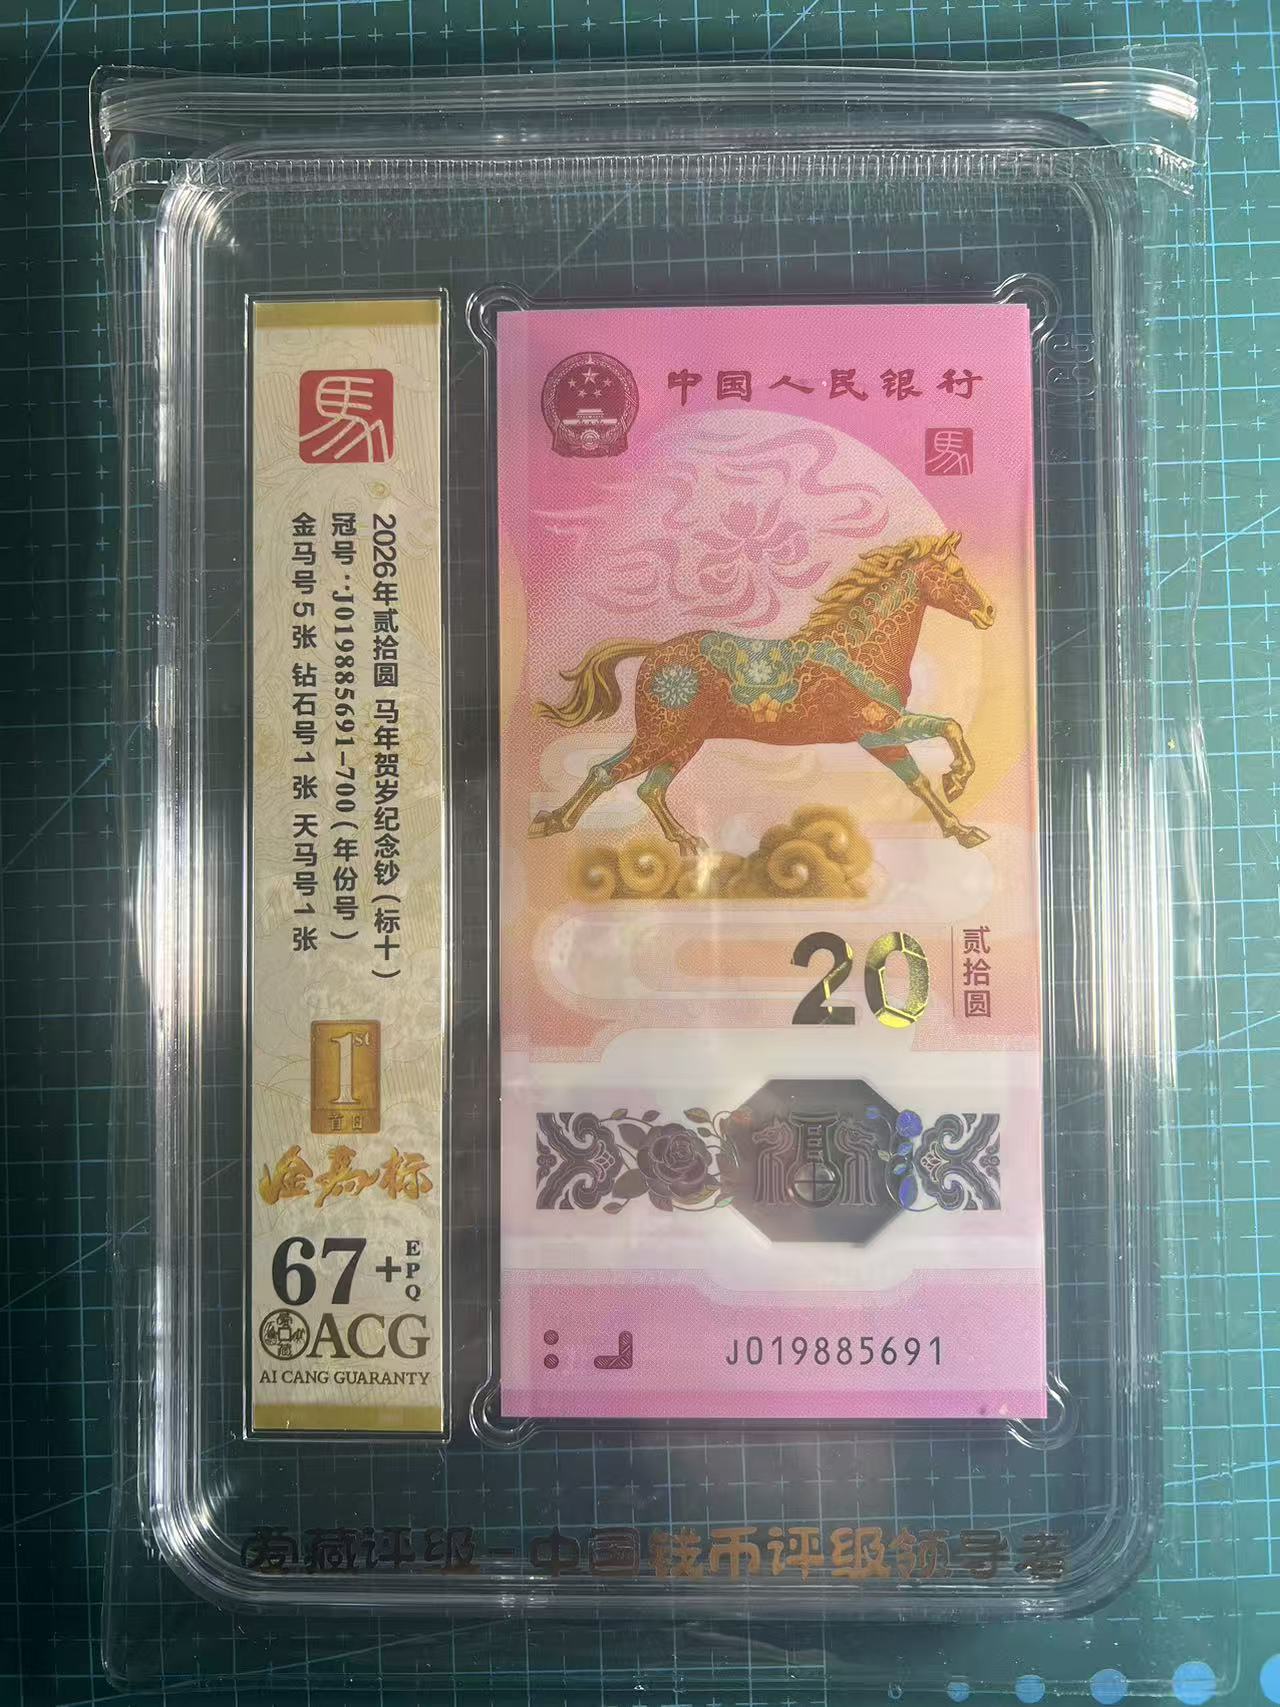 馬
2026年贰拾圆 马年贺岁纪念钞（标十）
冠号：J019885691-700（年份号）
金马号5张 钻石号1张 天马号1张
1st
首日
金马标
67+EPQ
ACG
AI CANG GUARANTY
中国人民银行
馬
20
贰拾圆
J019885691
爱藏评级-中国钱币评级领导者